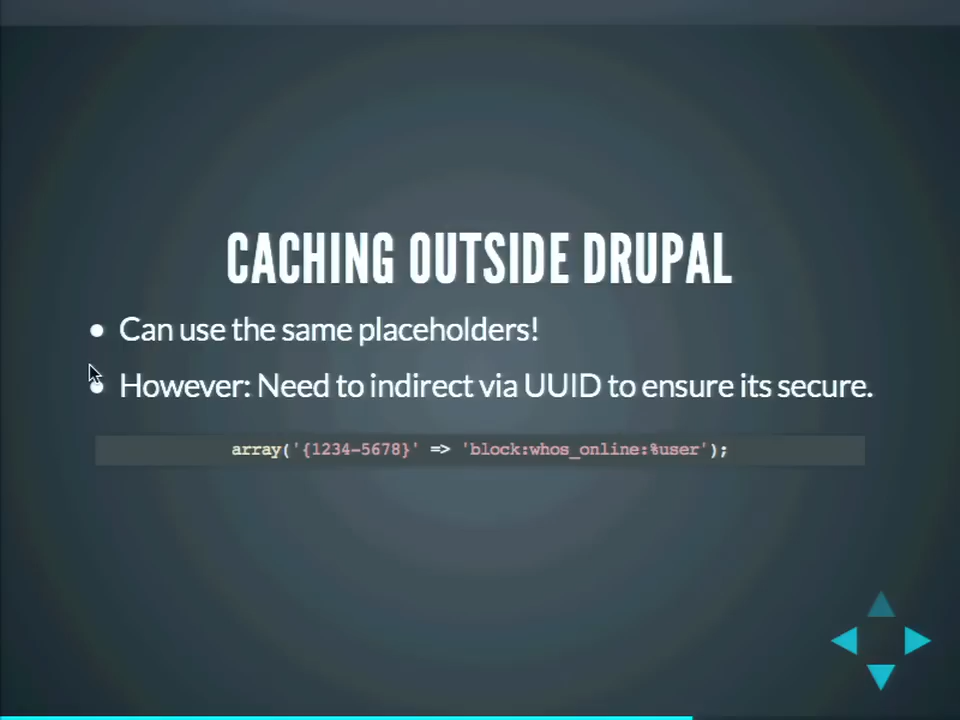 CACHING OUTSIDE DRUPAL
• Can use the same placeholders!
• However: Need to indirect via UUID to ensure its secure.
array('{1234-5678}' => 'block:whos_online:%user');